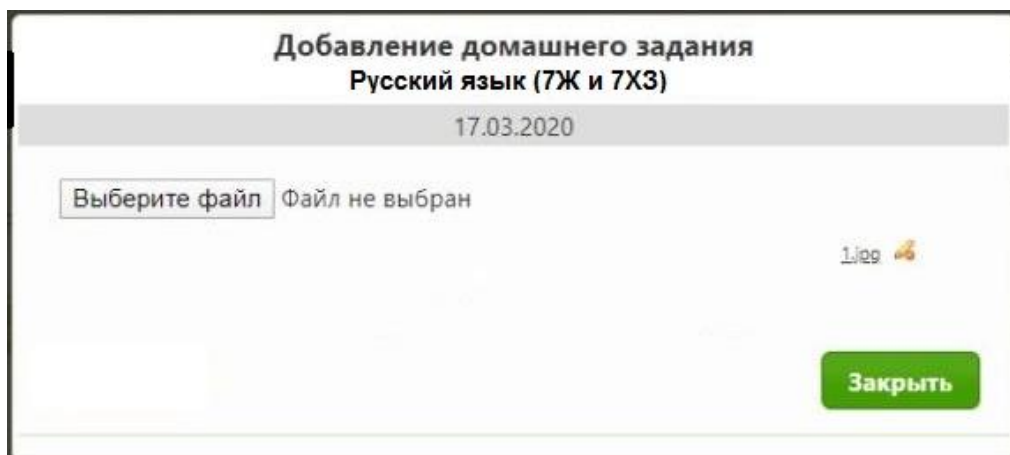 Добавление домашнего задания
Русский язык (7Ж и 7ХЗ)
17.03.2020
Выберите файл Файл не выбран
1.jpg
Закрыть